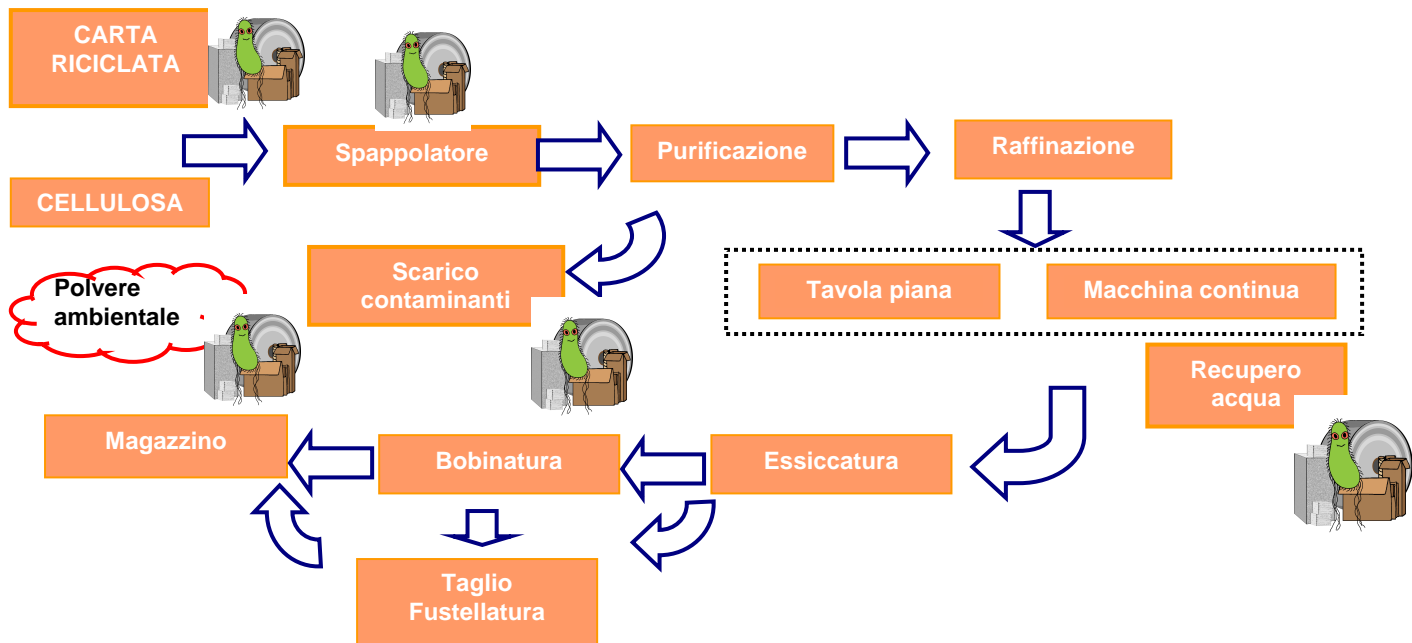 CARTA
RICICLATA
Spappolatore
Purificazione
Raffinazione
CELLULOSA
Scarico
contaminanti
Tavola piana
Macchina continua
Polvere
ambientale
Recupero
acqua
Magazzino
Bobinatura
Essiccatura
Taglio
Fustellatura